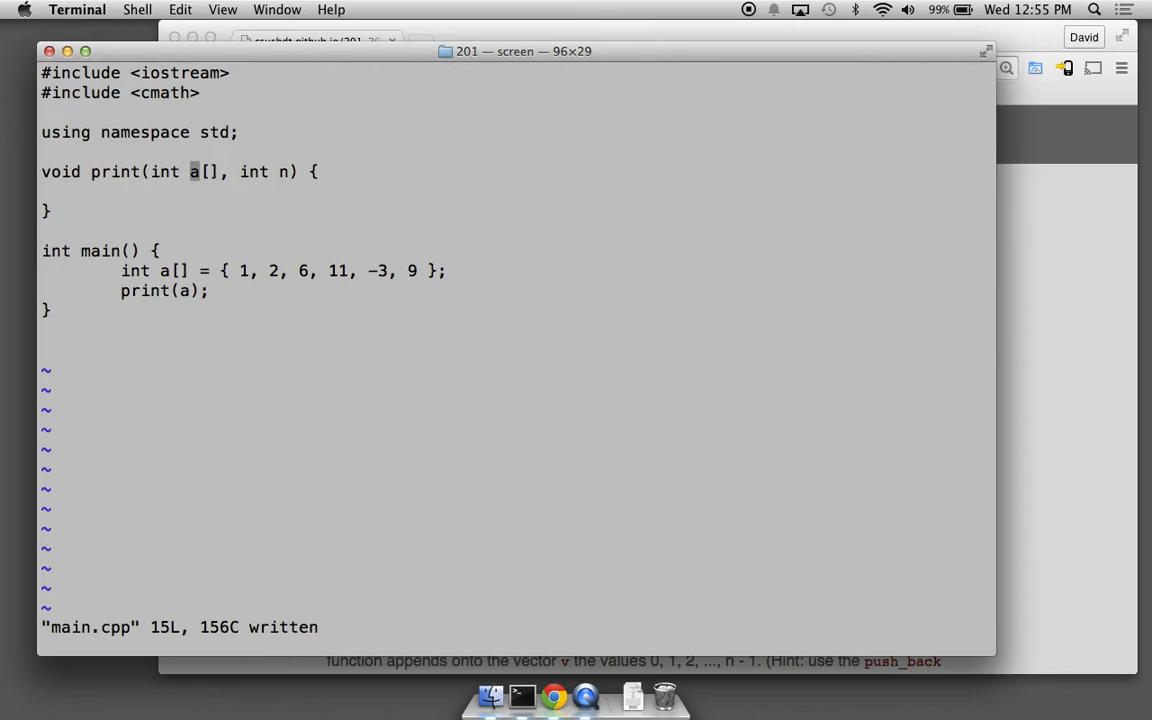 Terminal Shell Edit View Window Help 99% Wed 12:55 PM
David
201 — screen — 96×29
#include <iostream>
#include <cmath>
using namespace std;
void print(int a[], int n) {
}
int main() {
int a[] = { 1, 2, 6, 11, -3, 9 };
print(a);
}
~
~
~
~
~
~
~
~
~
~
~
~
~
"main.cpp" 15L, 156C written
function appends onto the vector v the values 0, 1, 2, ..., n - 1. (Hint: use the push_back